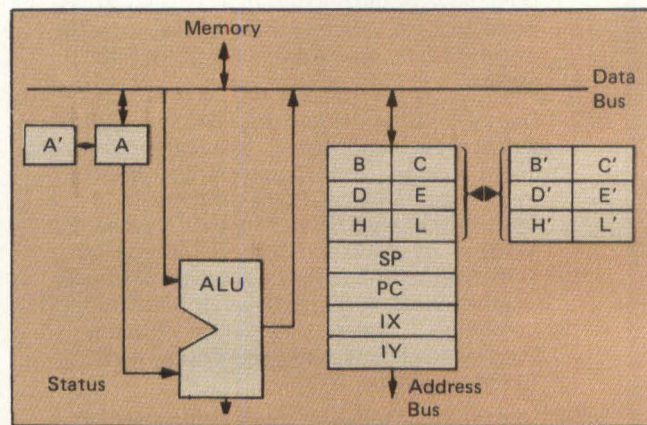 Memory
Data
Bus
A'
A
B C
B' C'
D E
D' E'
H L
H' L'
SP
ALU
PC
IX
IY
Status
Address
Bus